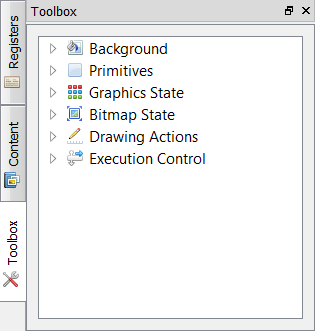 Toolbox
Registers
Content
Toolbox
Background
Primitives
Graphics State
Bitmap State
Drawing Actions
Execution Control